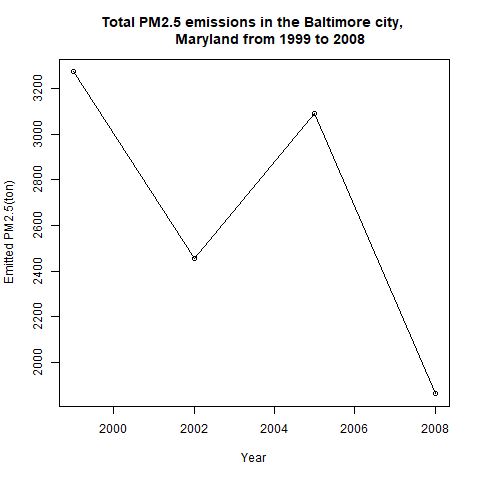 Total PM2.5 emissions in the Baltimore city,
Maryland from 1999 to 2008
Emitted PM2.5(ton)
3200
3000
2800
2600
2400
2200
2000
2000 2002 2004 2006 2008
Year